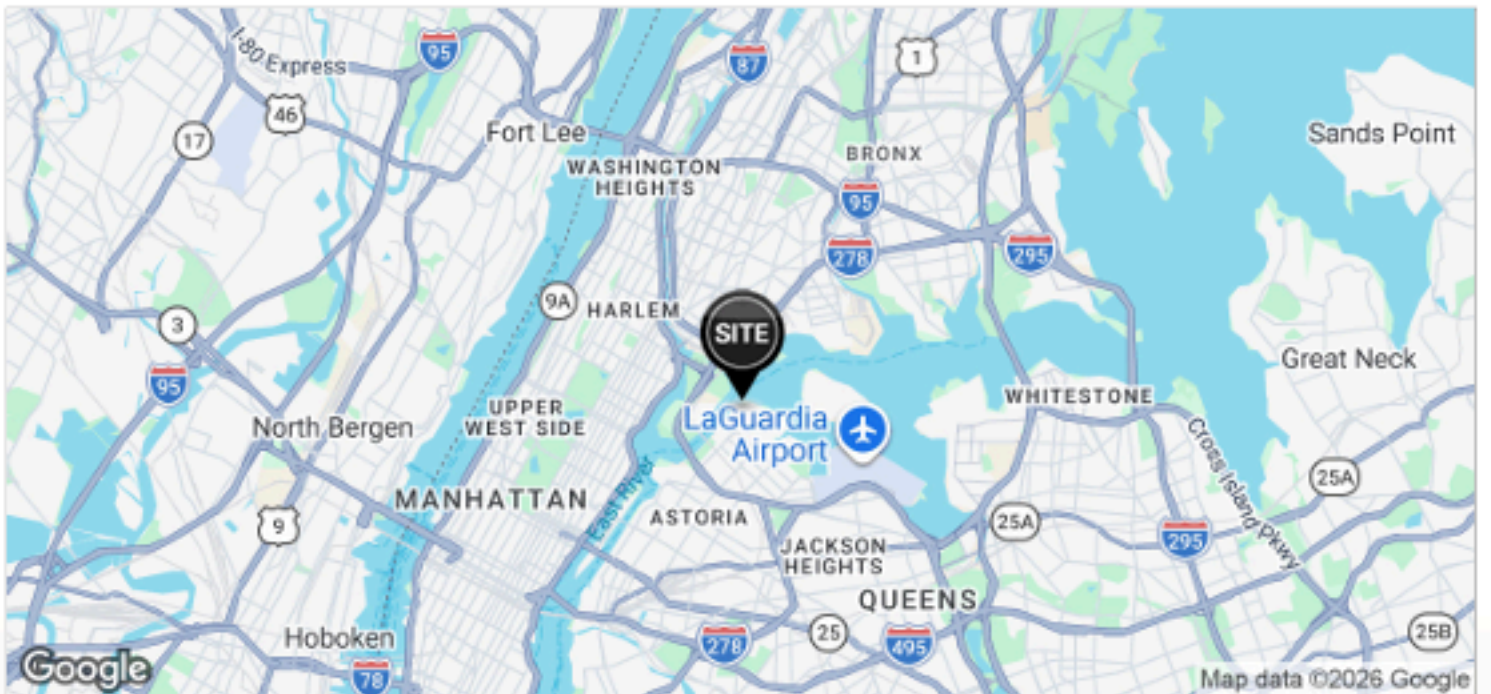 I-80 Express
95
87
1
46
17
Fort Lee
Sands Point
BRONX
WASHINGTON
HEIGHTS
95
278
295
9A
HARLEM
3
SITE
Great Neck
95
WHITESTONE
UPPER
WEST SIDE
North Bergen
LaGuardia
Airport
Cross Island Pkwy
25A
MANHATTAN
East River
9
ASTORIA
25A
295
JACKSON
HEIGHTS
QUEENS
Hoboken
278
25
495
25B
Google
78
Map data ©2026 Google